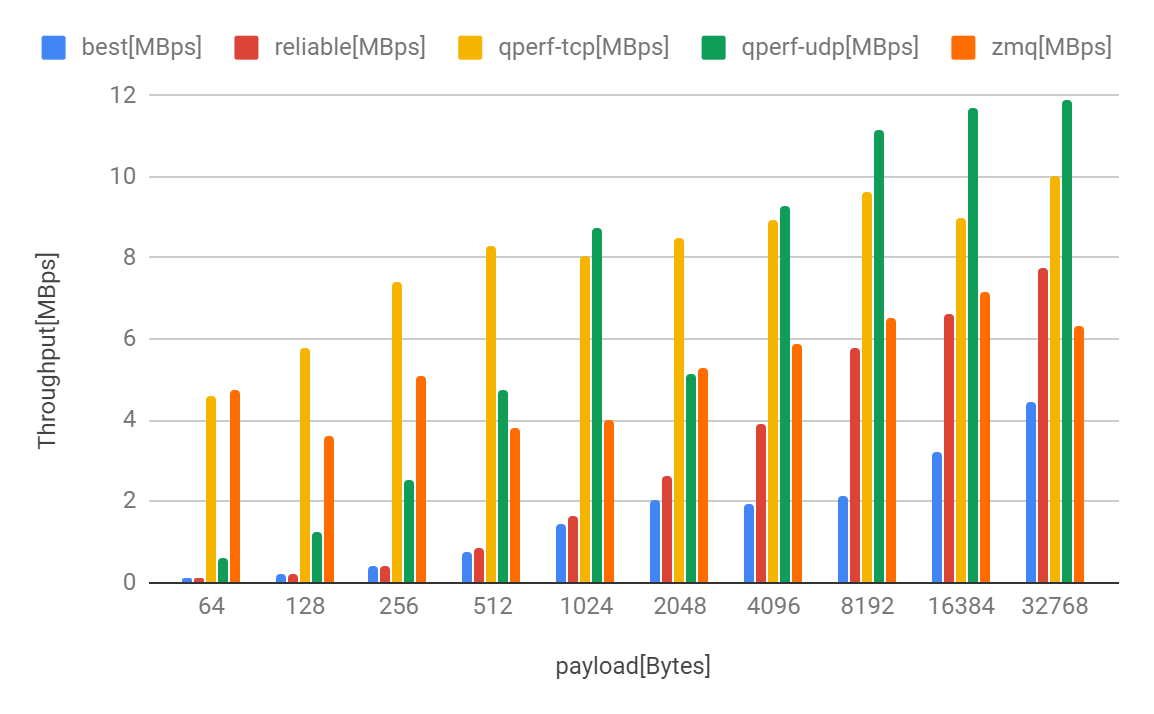 best[MBps] reliable[MBps] qperf-tcp[MBps] qperf-udp[MBps] zmq[MBps]
12
10
8
6
4
2
0
Throughput[MBps]
64 128 256 512 1024 2048 4096 8192 16384 32768
payload[Bytes]